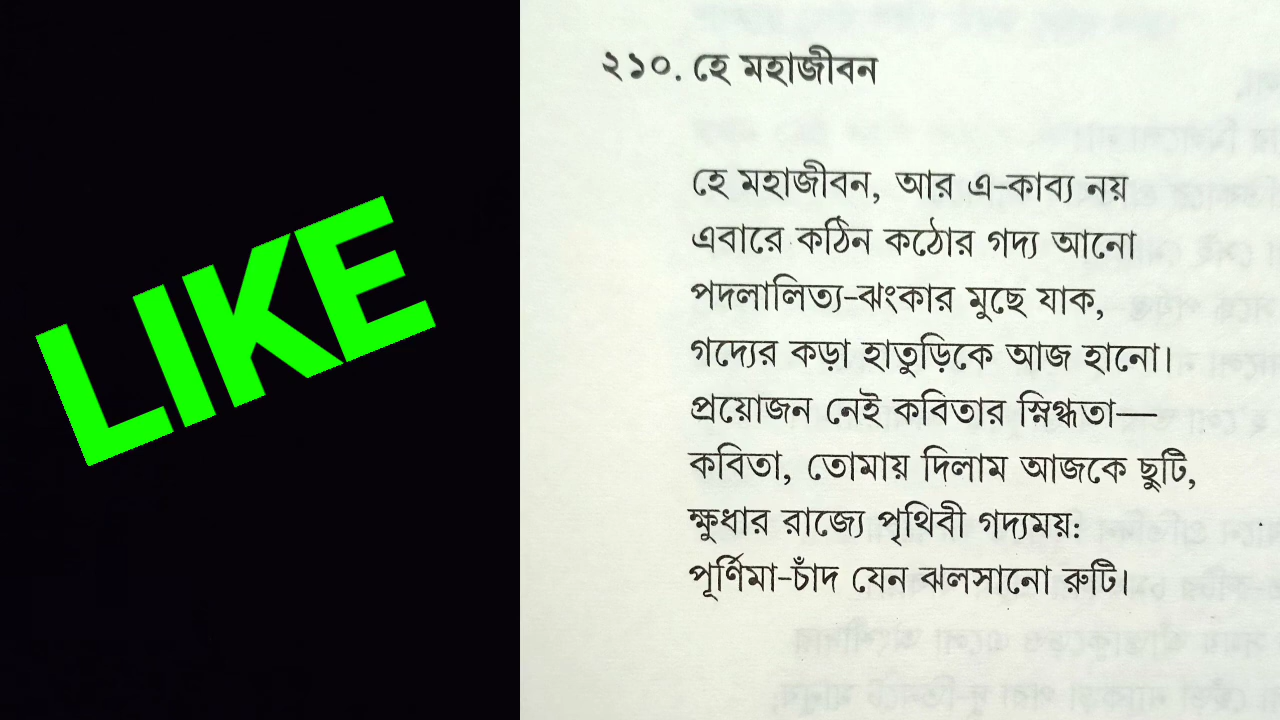 LIKE
২১০. হে মহাজীবন
হে মহাজীবন, আর এ-কাব্য নয়
এবারে কঠিন কঠোর গদ্য আনো
পদলালিত্য-ঝংকার মুছে যাক,
গদ্যের কড়া হাতুড়িকে আজ হানো।
প্রয়োজন নেই কবিতার স্নিগ্ধতা—
কবিতা, তোমায় দিলাম আজকে ছুটি,
ক্ষুধার রাজ্যে পৃথিবী গদ্যময়:
পূর্ণিমা-চাঁদ যেন ঝলসানো রুটি।